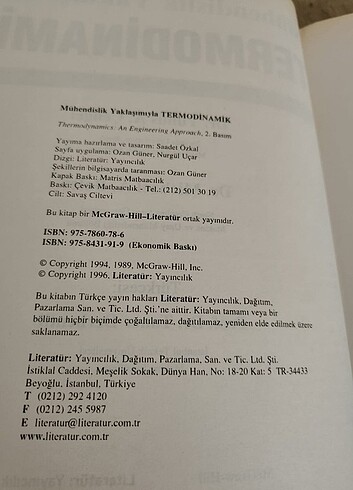 TERMODİNAMİ
Mühendislik Yaklaşımıyla TERMODİNAMİK
Thermodynamics: An Engineering Approach, 2. Basım
Yayıma hazırlama ve tasarım: Saadet Özkal
Sayfa uygulama: Ozan Güner, Nurgül Uçar
Dizgi: Literatür: Yayıncılık
Şekillerin bilgisayarda taranması: Ozan Güner
Kapak Baskı: Matris Matbaacılık
Baskı: Çevik Matbaacılık - Tel.: (212) 501 30 19
Cilt: Savaş Ciltevi
Bu kitap bir McGraw-Hill–Literatür ortak yayınıdır.
ISBN: 975-7860-78-6
ISBN: 975-8431-91-9 (Ekonomik Baskı)
© Copyright 1994, 1989, McGraw-Hill, Inc.
© Copyright 1996, Literatür: Yayıncılık
Bu kitabın Türkçe yayın hakları Literatür: Yayıncılık, Dağıtım,
Pazarlama San. ve Tic. Ltd. Şti.'ne aittir. Kitabın tamamı veya bir
bölümü hiçbir biçimde çoğaltılamaz, dağıtılamaz, yeniden elde edilmek üzere
saklanamaz.
Literatür: Yayıncılık, Dağıtım, Pazarlama, San. ve Tic. Ltd. Şti.
İstiklal Caddesi, Meşelik Sokak, Dünya Han, No: 18-20 Kat: 5 TR-34433
Beyoğlu, İstanbul, Türkiye
T (0212) 292 4120
F (0212) 245 5987
E literatur@literatur.com.tr
www.literatur.com.tr